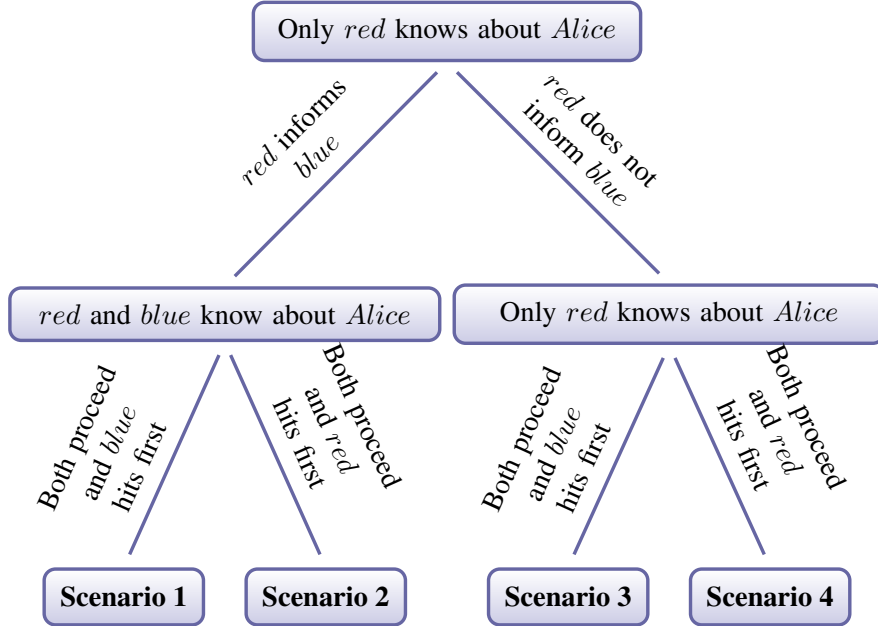 Only red knows about Alice
red informs
blue
red does not
inform blue
red and blue know about Alice
Only red knows about Alice
Both proceed
and blue
hits first
Both proceed
and red
hits first
Both proceed
and blue
hits first
Both proceed
and red
hits first
Scenario 1
Scenario 2
Scenario 3
Scenario 4